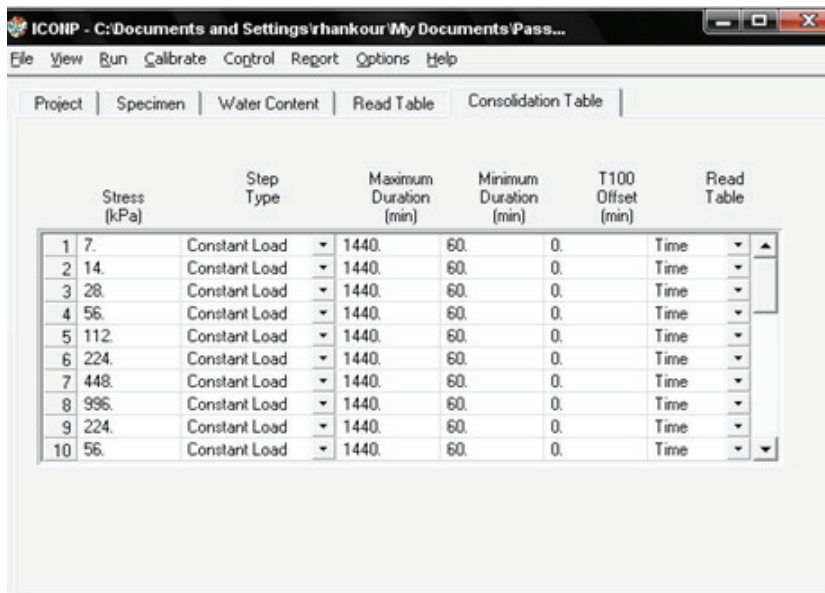 ICONP - C:\Documents and Settings\rhankour\My Documents\Pass...
File View Run Calibrate Control Report Options Help
Project Specimen Water Content Read Table Consolidation Table
Stress (kPa) Step Type Maximum Duration (min) Minimum Duration (min) T100 Offset (min) Read Table
1 7. Constant Load 1440. 60. 0. Time
2 14. Constant Load 1440. 60. 0. Time
3 28. Constant Load 1440. 60. 0. Time
4 56. Constant Load 1440. 60. 0. Time
5 112. Constant Load 1440. 60. 0. Time
6 224. Constant Load 1440. 60. 0. Time
7 448. Constant Load 1440. 60. 0. Time
8 996. Constant Load 1440. 60. 0. Time
9 224. Constant Load 1440. 60. 0. Time
10 56. Constant Load 1440. 60. 0. Time